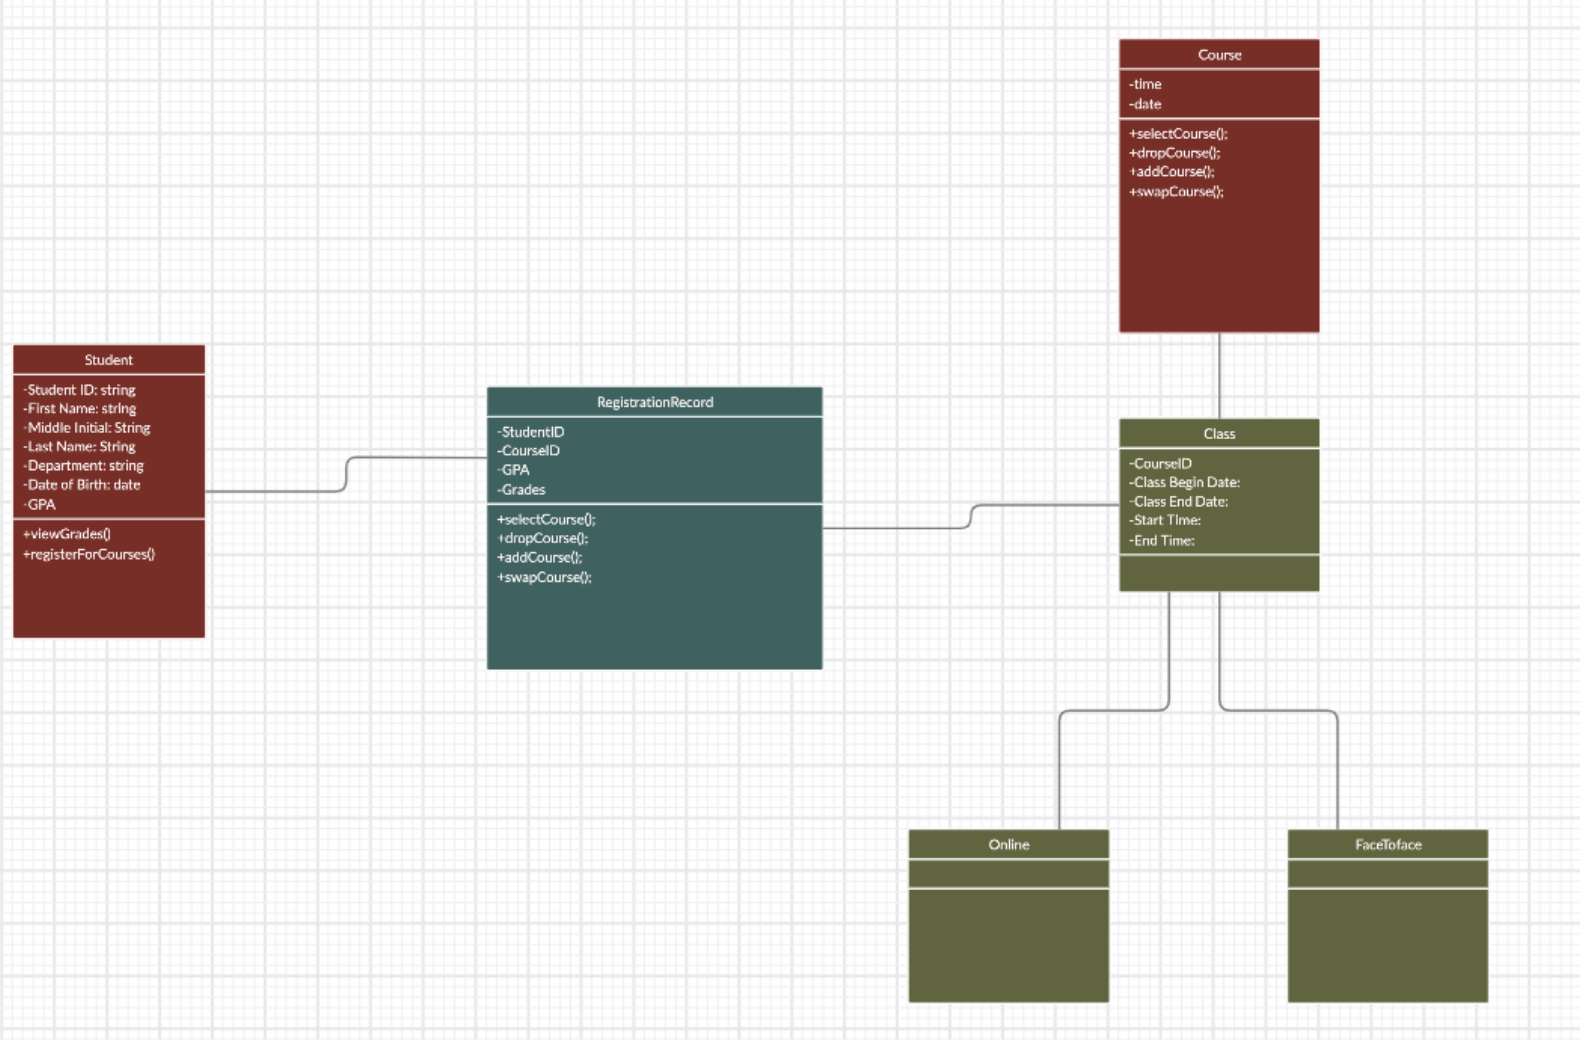 Course
-time
-date
+selectCourse();
+dropCourse();
+addCourse();
+swapCourse();
Student
-Student ID: string
-First Name: string
-Middle Initial: String
-Last Name: String
-Department: string
-Date of Birth: date
-GPA
+viewGrades()
+registerForCourses()
RegistrationRecord
-StudentID
-CourseID
-GPA
-Grades
+selectCourse();
+dropCourse();
+addCourse();
+swapCourse();
Class
-CourseID
-Class Begin Date:
-Class End Date:
-Start Time:
-End Time:
Online
FaceToface